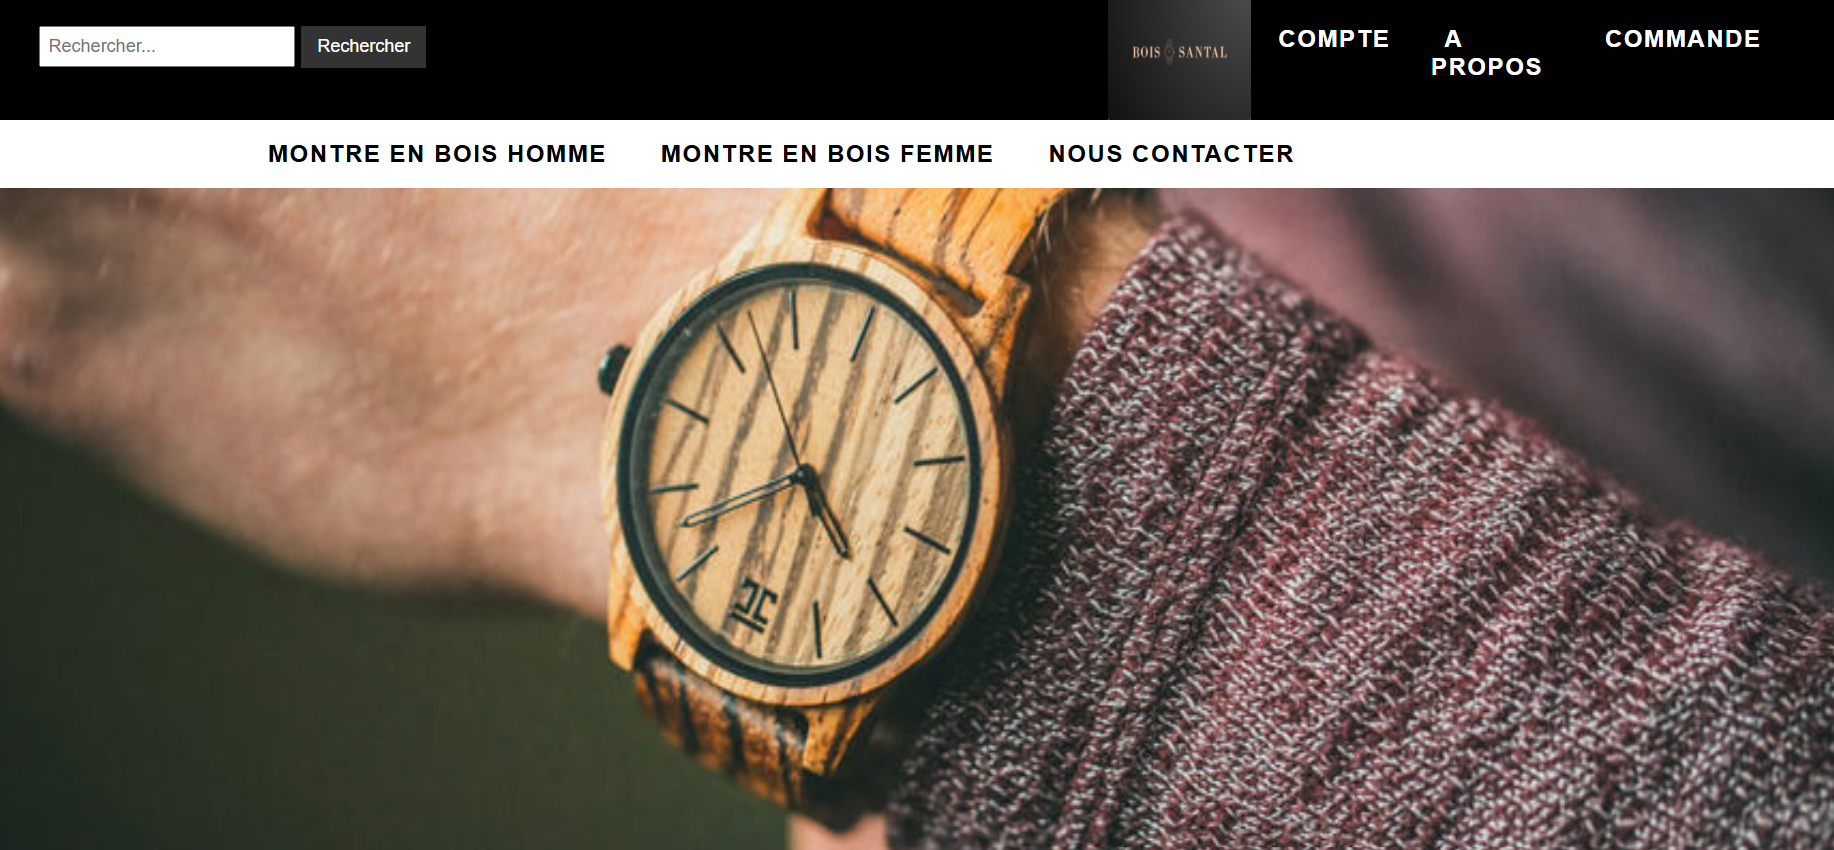 Rechercher...
Rechercher
BOIS SANTAL
COMPTE
A
PROPOS
COMMANDE
MONTRE EN BOIS HOMME
MONTRE EN BOIS FEMME
NOUS CONTACTER